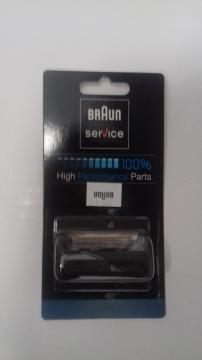 BRAUN
service
100%
High Performance Parts
BRAUN